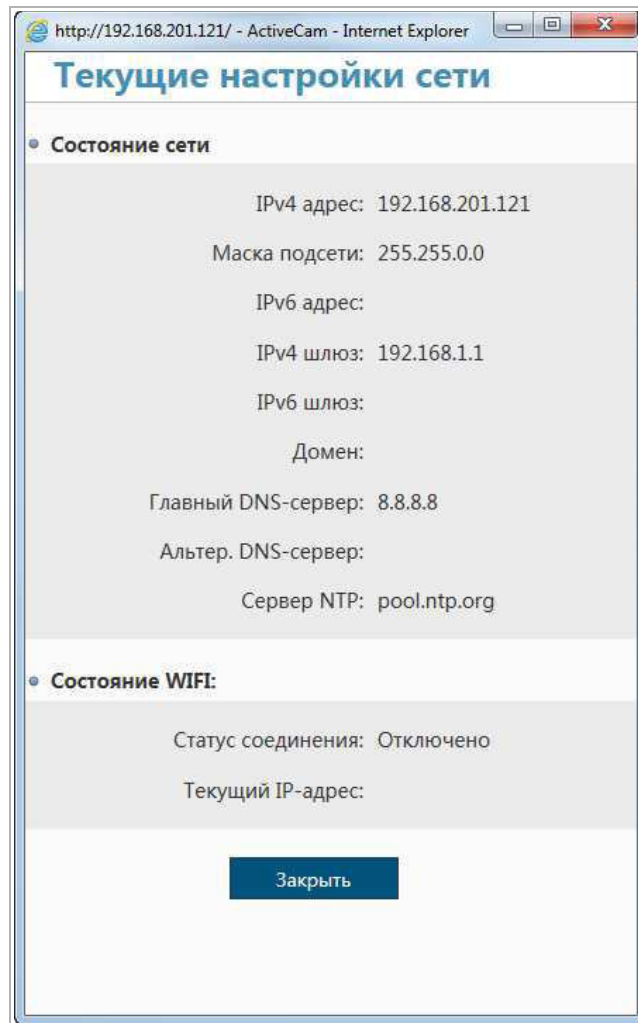 http://192.168.201.121/ - ActiveCam - Internet Explorer
Текущие настройки сети
Состояние сети
IPv4 адрес: 192.168.201.121
Маска подсети: 255.255.0.0
IPv6 адрес:
IPv4 шлюз: 192.168.1.1
IPv6 шлюз:
Домен:
Главный DNS-сервер: 8.8.8.8
Альтер. DNS-сервер:
Сервер NTP: pool.ntp.org
Состояние WIFI:
Статус соединения: Отключено
Текущий IP-адрес:
Закрыть